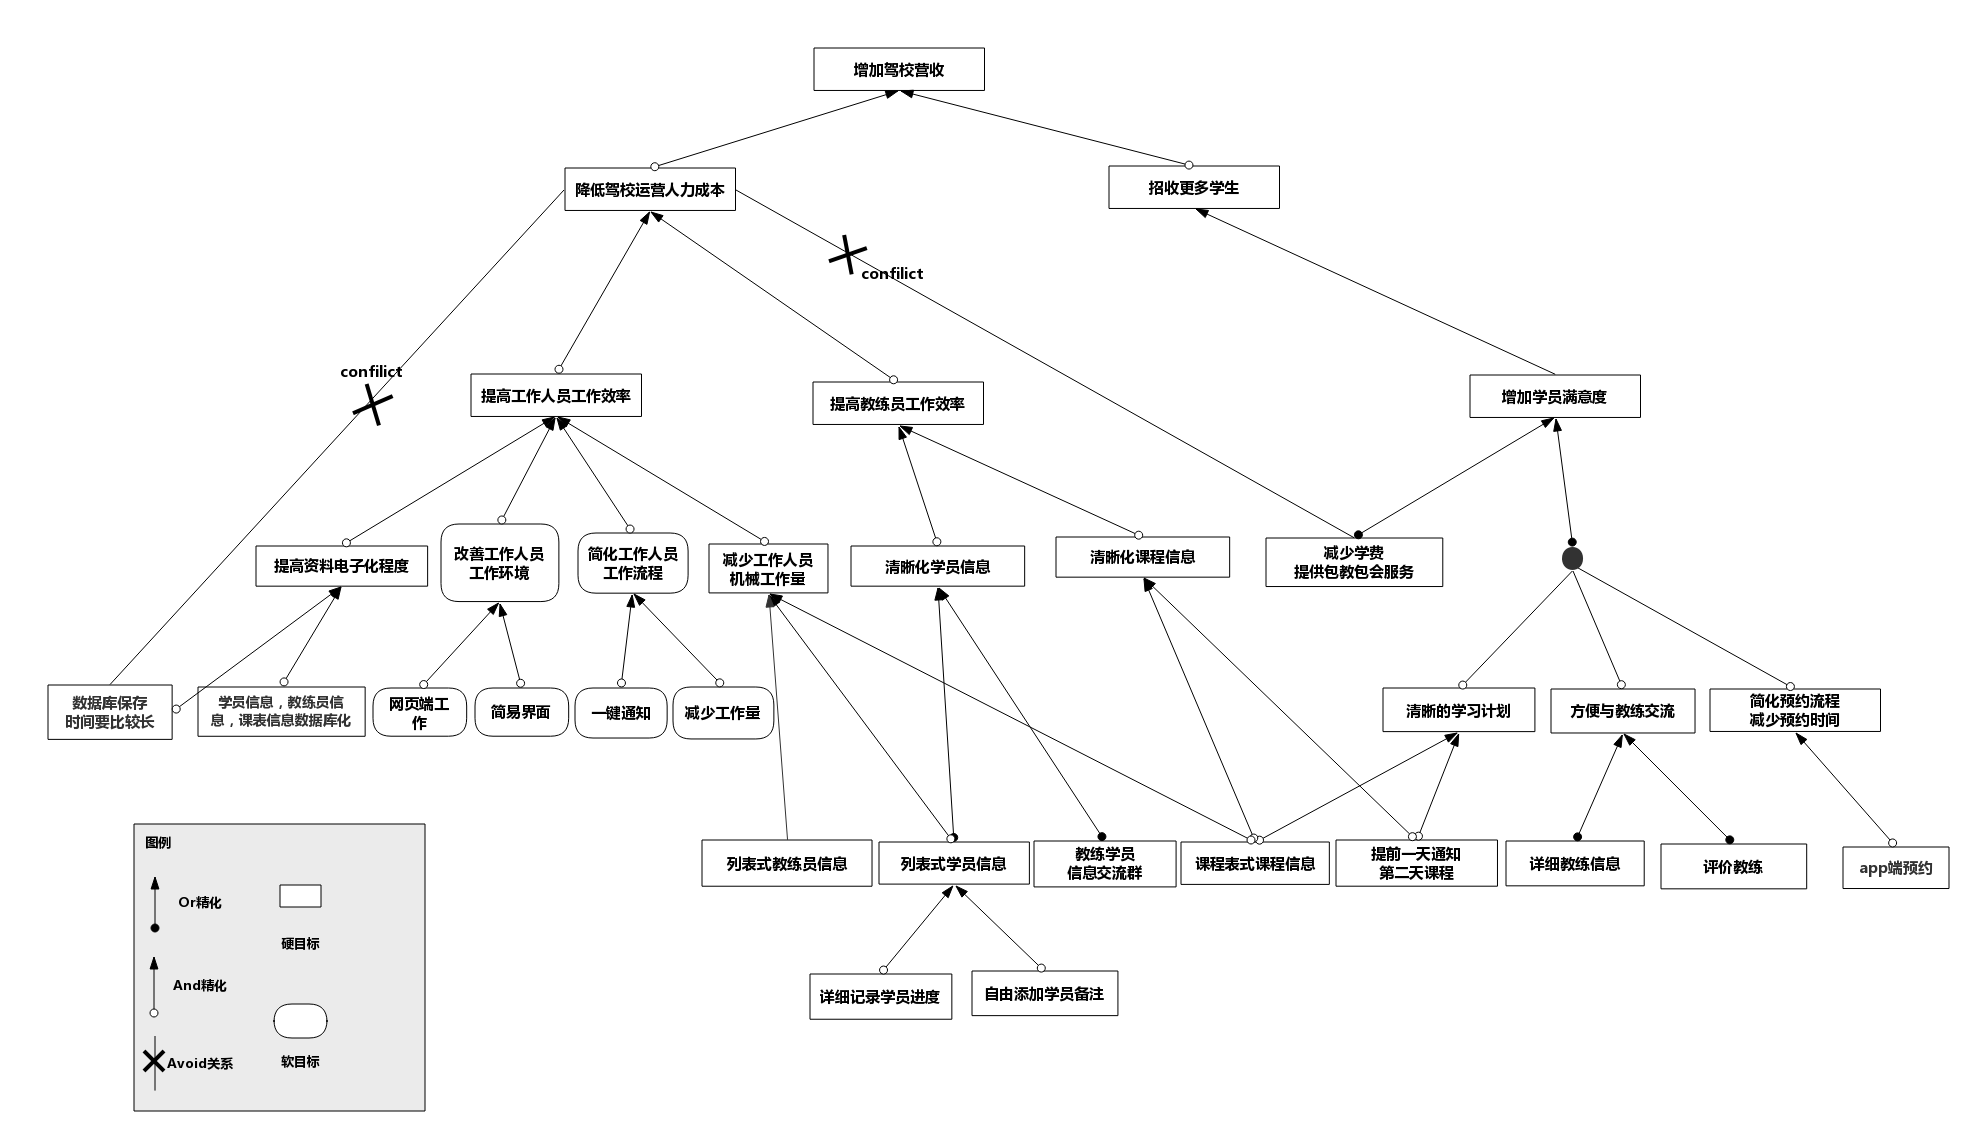 增加驾校营收
降低驾校运营人力成本
招收更多学生
confilict
confilict
提高工作人员工作效率
提高教练员工作效率
增加学员满意度
提高资料电子化程度
改善工作人员
工作环境
简化工作人员
工作流程
减少工作人员
机械工作量
清晰化学员信息
清晰化课程信息
减少学费
提供包教包会服务
数据库保存
时间要比较长
学员信息，教练员信
息，课表信息数据库化
网页端工
作
简易界面
一键通知
减少工作量
清晰的学习计划
方便与教练交流
简化预约流程
减少预约时间
列表式教练员信息
列表式学员信息
教练学员
信息交流群
课程表式课程信息
提前一天通知
第二天课程
详细教练信息
评价教练
app端预约
详细记录学员进度
自由添加学员备注
图例
Or精化
硬目标
And精化
Avoid关系
软目标